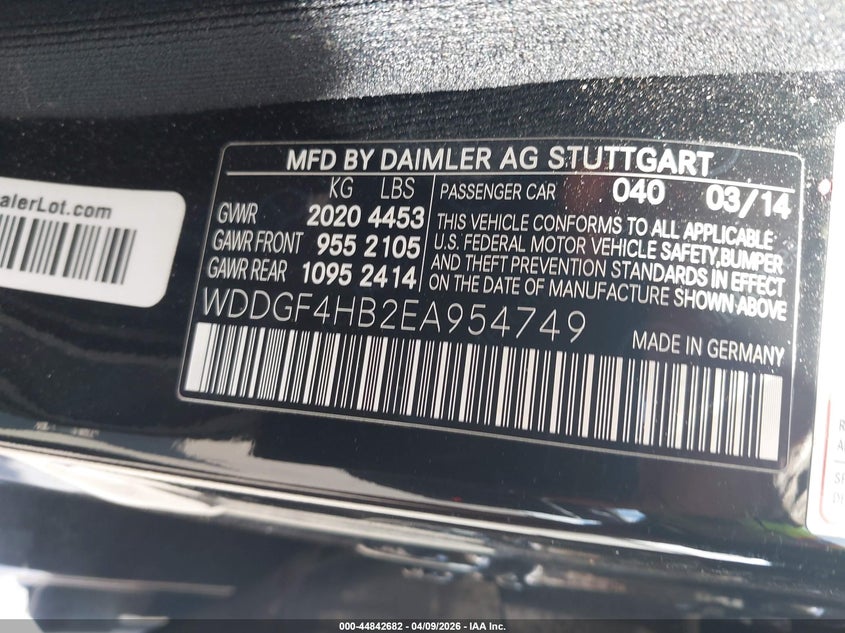 MFD BY DAIMLER AG STUTTGART
KG LBS
GVWR 2020 4453
GAWR FRONT 955 2105
GAWR REAR 1095 2414
PASSENGER CAR 040 03/14
THIS VEHICLE CONFORMS TO ALL APPLICABLE
U.S. FEDERAL MOTOR VEHICLE SAFETY,BUMPER
AND THEFT PREVENTION STANDARDS IN EFFECT
ON THE DATE OF MANUFACTURE SHOWN ABOVE
WDDGF4HB2EA954749
MADE IN GERMANY
alerLot.com
000-44842682 - 04/09/2026 - IAA Inc.